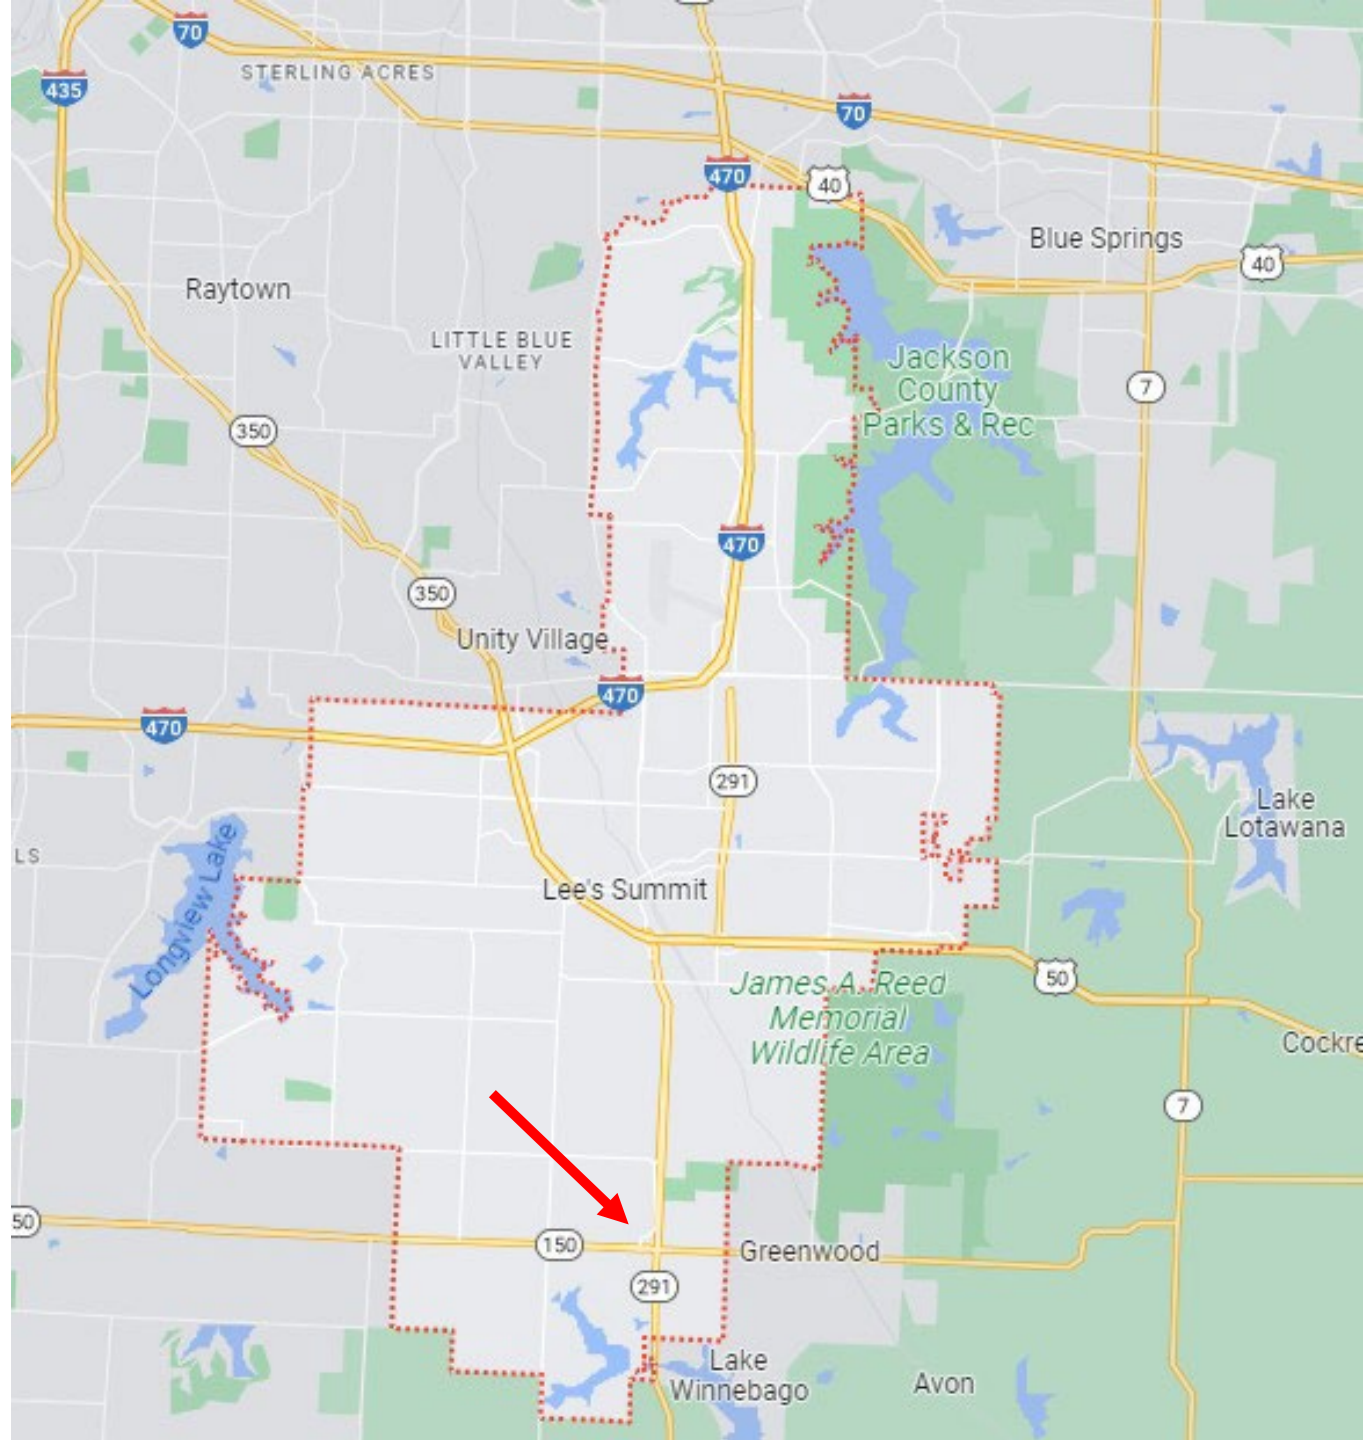 70
STERLING ACRES
435
70
470
40
Blue Springs
40
Raytown
LITTLE BLUE
VALLEY
Jackson
County
Parks & Rec
7
350
470
350
Unity Village
470
470
291
Lake
Lotawana
LS
Longview Lake
Lee's Summit
50
James A. Reed
Memorial
Wildlife Area
Cockre
7
50
150
Greenwood
291
Lake
Winnebago
Avon